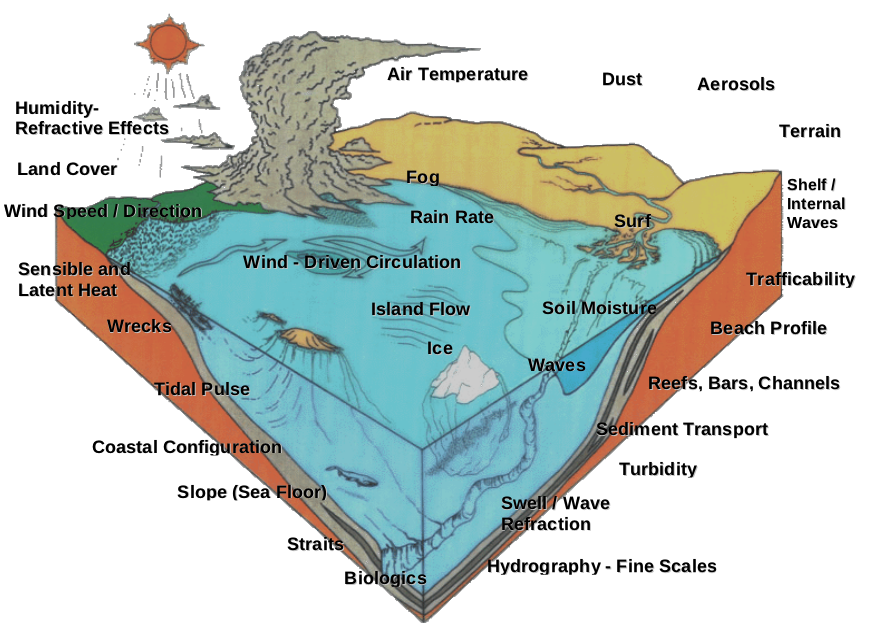 Air Temperature
Dust
Aerosols
Humidity-
Refractive Effects
Terrain
Land Cover
Fog
Shelf /
Internal
Waves
Wind Speed / Direction
Rain Rate
Surf
Wind - Driven Circulation
Sensible and
Latent Heat
Trafficability
Island Flow
Soil Moisture
Wrecks
Beach Profile
Ice
Waves
Tidal Pulse
Reefs, Bars, Channels
Sediment Transport
Coastal Configuration
Turbidity
Slope (Sea Floor)
Swell / Wave
Refraction
Straits
Hydrography - Fine Scales
Biologics